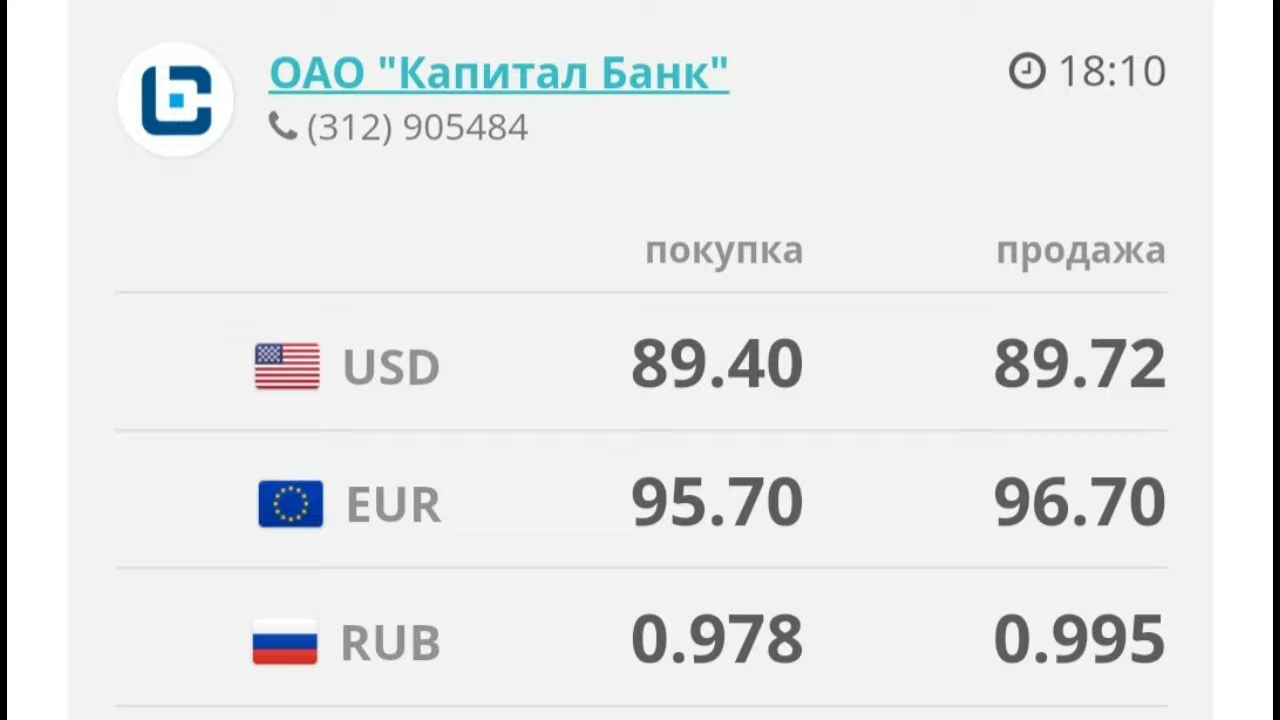 ОАО "Капитал Банк" 18:10
(312) 905484
покупка продажа
USD 89.40 89.72
EUR 95.70 96.70
RUB 0.978 0.995